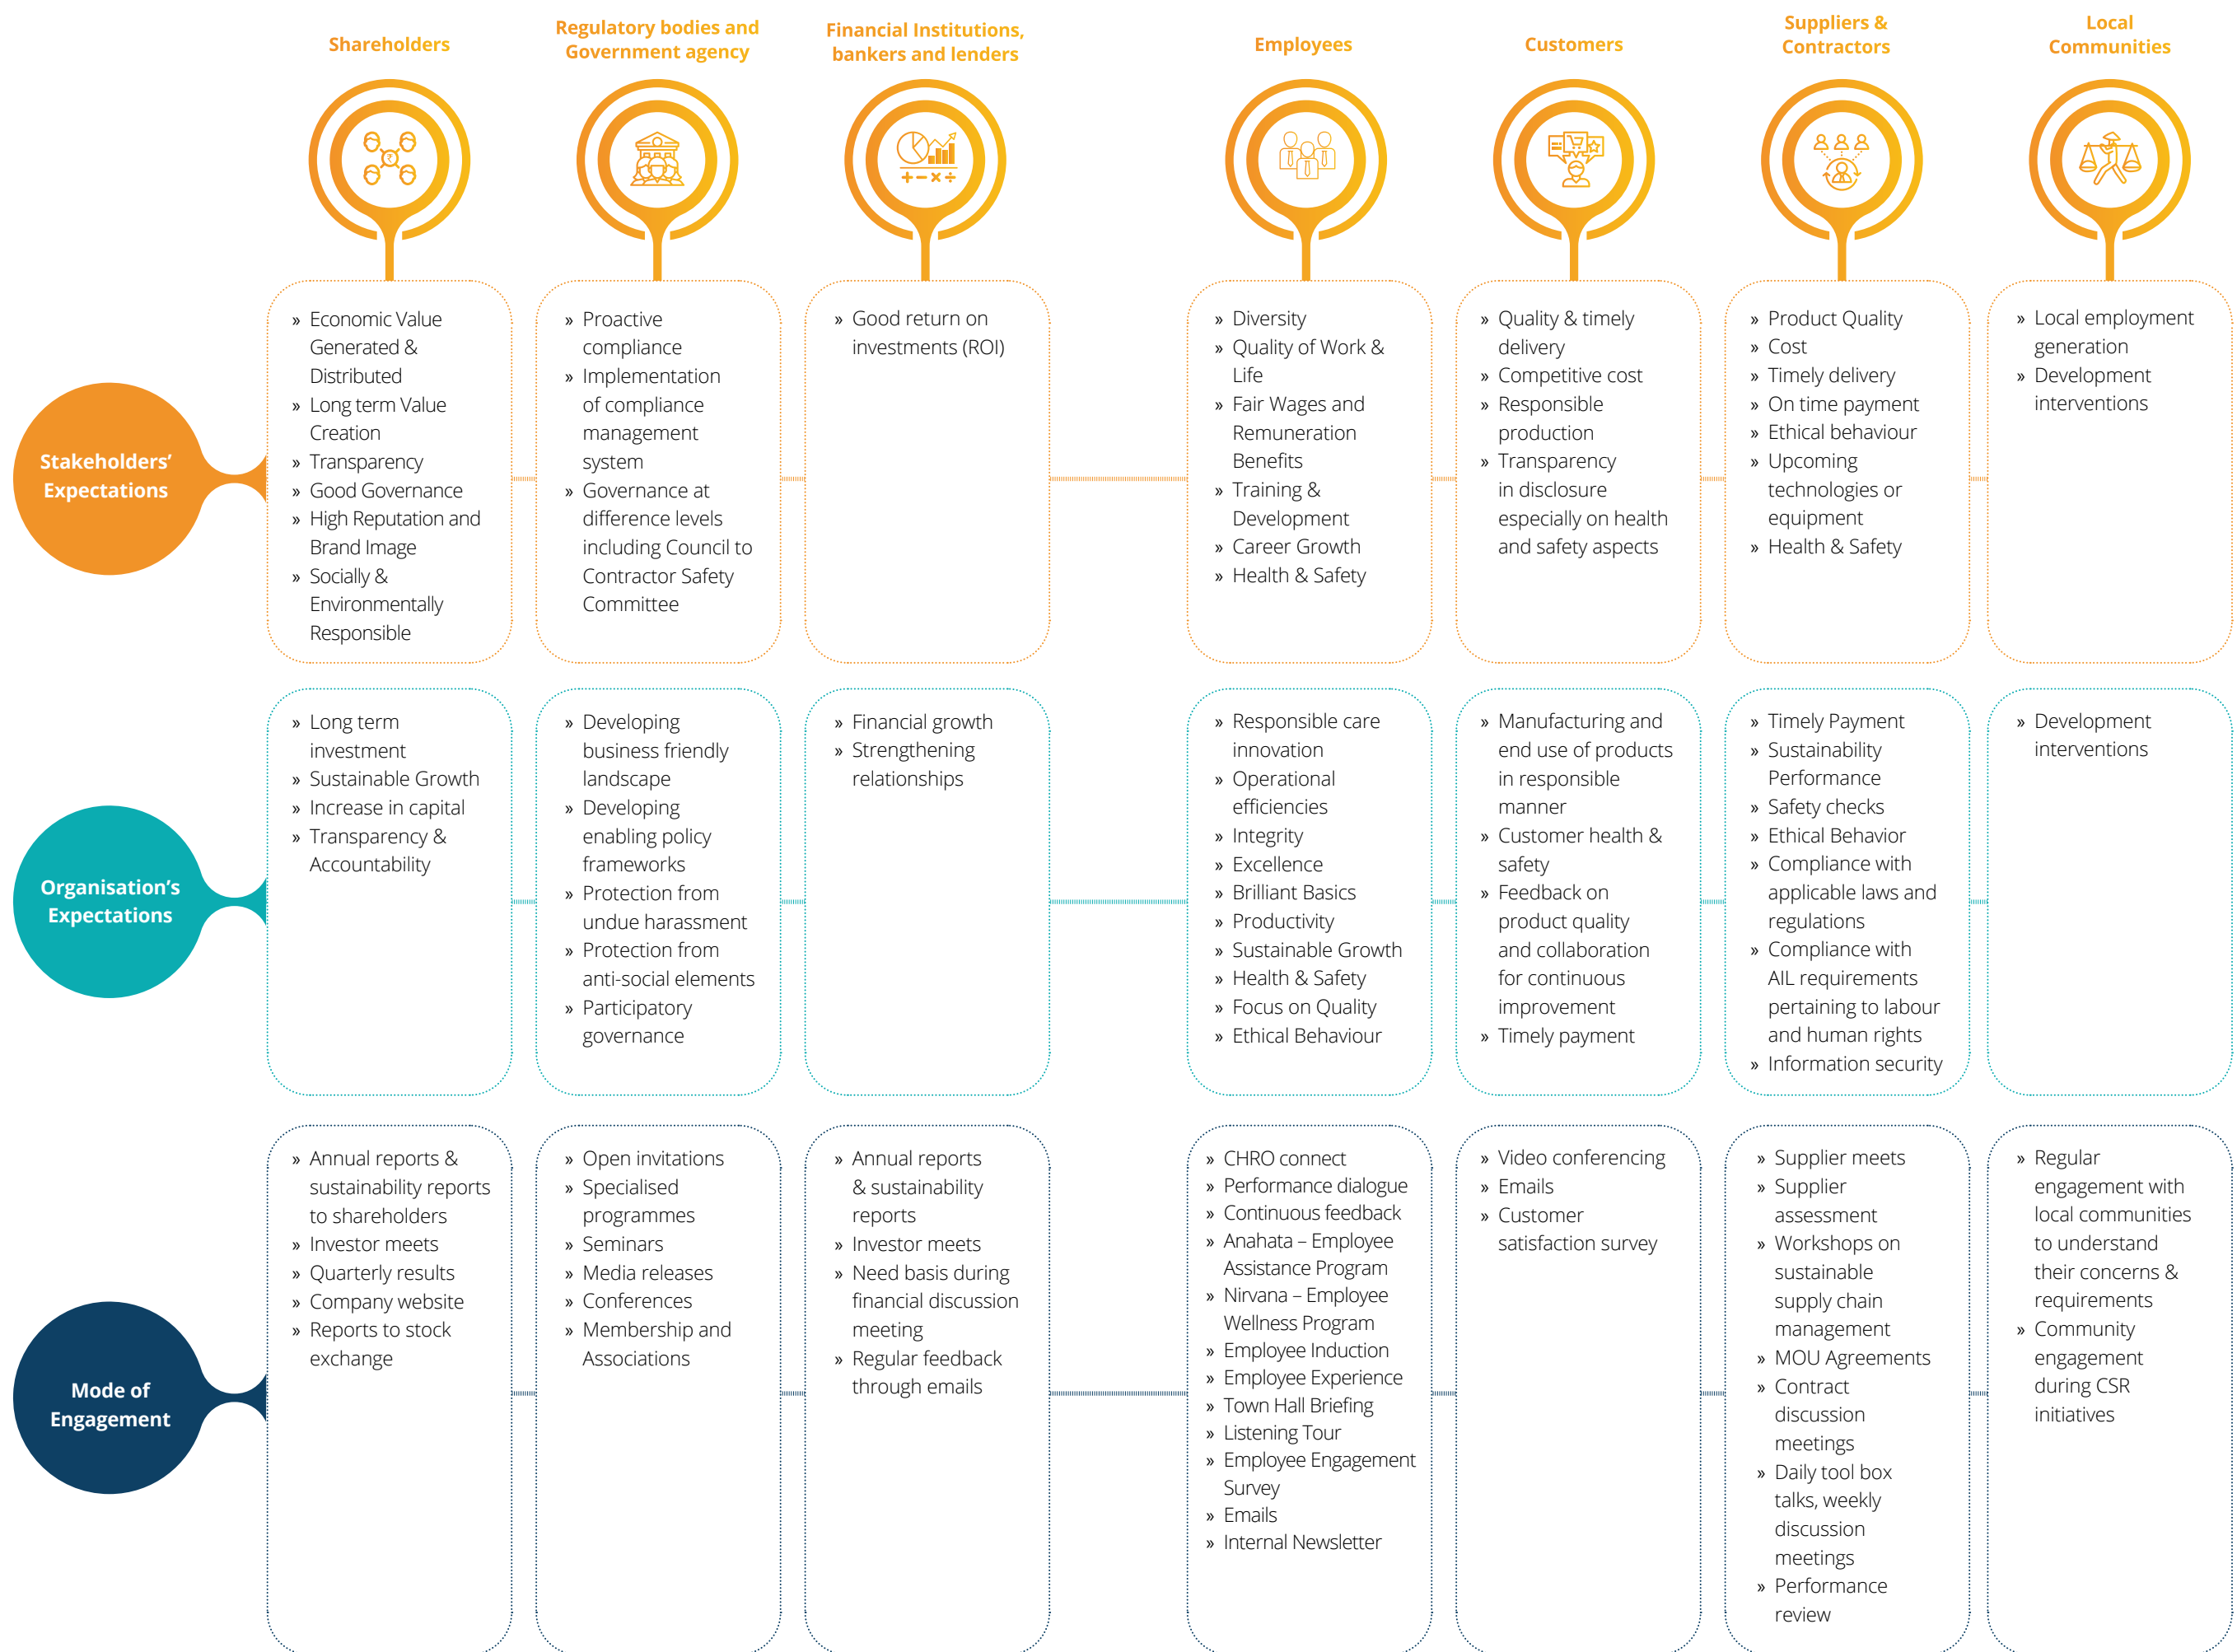 Shareholders
Regulatory bodies and
Government agency
Financial Institutions,
bankers and lenders
Employees
Customers
Suppliers &
Contractors
Local
Communities
Stakeholders’
Expectations
» Economic Value
Generated &
Distributed
» Long term Value
Creation
» Transparency
» Good Governance
» High Reputation and
Brand Image
» Socially &
Environmentally
Responsible
» Proactive
compliance
» Implementation
of compliance
management
system
» Governance at
difference levels
including Council to
Contractor Safety
Committee
» Good return on
investments (ROI)
» Diversity
» Quality of Work &
Life
» Fair Wages and
Remuneration
Benefits
» Training &
Development
» Career Growth
» Health & Safety
» Quality & timely
delivery
» Competitive cost
» Responsible
production
» Transparency
in disclosure
especially on health
and safety aspects
» Product Quality
» Cost
» Timely delivery
» On time payment
» Ethical behaviour
» Upcoming
technologies or
equipment
» Health & Safety
» Local employment
generation
» Development
interventions
Organisation’s
Expectations
» Long term
investment
» Sustainable Growth
» Increase in capital
» Transparency &
Accountability
» Developing
business friendly
landscape
» Developing
enabling policy
frameworks
» Protection from
undue harassment
» Protection from
anti-social elements
» Participatory
governance
» Financial growth
» Strengthening
relationships
» Responsible care
innovation
» Operational
efficiencies
» Integrity
» Excellence
» Brilliant Basics
» Productivity
» Sustainable Growth
» Health & Safety
» Focus on Quality
» Ethical Behaviour
» Manufacturing and
end use of products
in responsible
manner
» Customer health &
safety
» Feedback on
product quality
and collaboration
for continuous
improvement
» Timely payment
» Timely Payment
» Sustainability
Performance
» Safety checks
» Ethical Behavior
» Compliance with
applicable laws and
regulations
» Compliance with
AIL requirements
pertaining to labour
and human rights
» Information security
» Development
interventions
Mode of
Engagement
» Annual reports &
sustainability reports
to shareholders
» Investor meets
» Quarterly results
» Company website
» Reports to stock
exchange
» Open invitations
» Specialised
programmes
» Seminars
» Media releases
» Conferences
» Membership and
Associations
» Annual reports
& sustainability
reports
» Investor meets
» Need basis during
financial discussion
meeting
» Regular feedback
through emails
» CHRO connect
» Performance dialogue
» Continuous feedback
» Anahata – Employee
Assistance Program
» Nirvana – Employee
Wellness Program
» Employee Induction
» Employee Experience
» Town Hall Briefing
» Listening Tour
» Employee Engagement
Survey
» Emails
» Internal Newsletter
» Video conferencing
» Emails
» Customer
satisfaction survey
» Supplier meets
» Supplier
assessment
» Workshops on
sustainable
supply chain
management
» MOU Agreements
» Contract
discussion
meetings
» Daily tool box
talks, weekly
discussion
meetings
» Performance
review
» Regular
engagement with
local communities
to understand
their concerns &
requirements
» Community
engagement
during CSR
initiatives